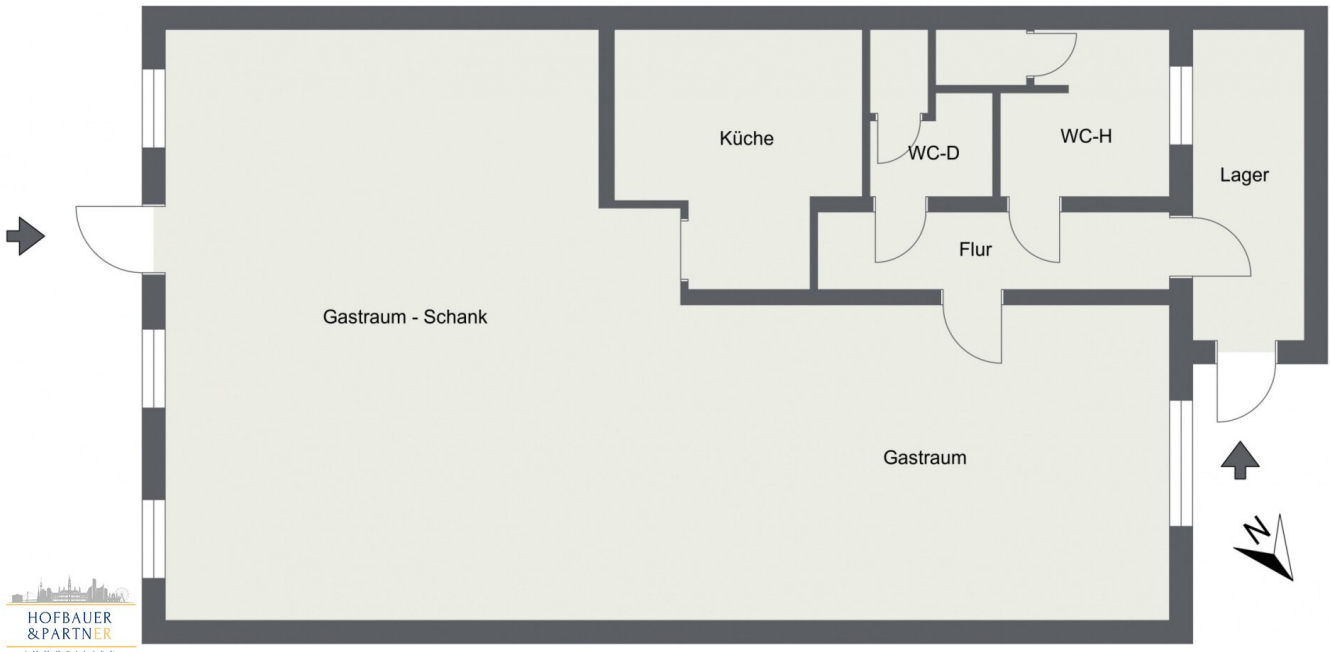 Küche
WC-D
WC-H
Lager
Flur
Gastraum - Schank
Gastraum
N
HOFBAUER
&PARTNER